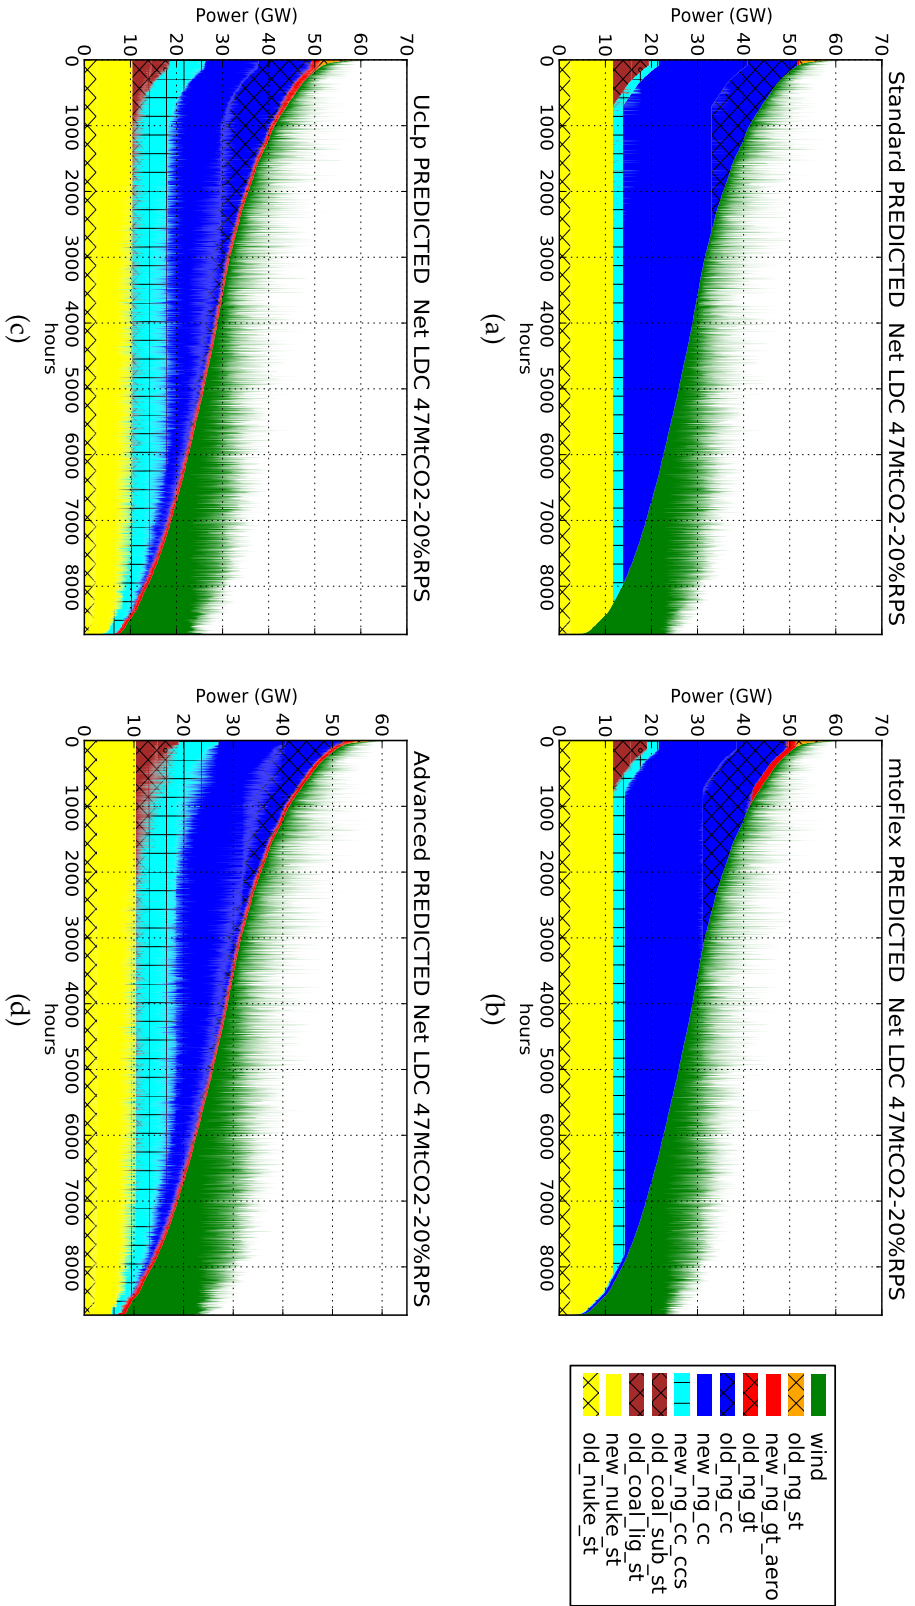 Standard PREDICTED Net LDC 47MtCO2-20%RPS
Power (GW)
70
60
50
40
30
20
10
0
0 1000 2000 3000 4000 5000 6000 7000 8000
hours
(a)
mtoFlex PREDICTED Net LDC 47MtCO2-20%RPS
Power (GW)
70
60
50
40
30
20
10
0
0 1000 2000 3000 4000 5000 6000 7000 8000
hours
(b)
wind
old_ng_st
new_ng_gt_aero
old_ng_gt
old_ng_cc
new_ng_cc
new_ng_cc_ccs
old_coal_sub_st
old_coal_lig_st
new_nuke_st
old_nuke_st
UcLp PREDICTED Net LDC 47MtCO2-20%RPS
Power (GW)
70
60
50
40
30
20
10
0
0 1000 2000 3000 4000 5000 6000 7000 8000
hours
(c)
Advanced PREDICTED Net LDC 47MtCO2-20%RPS
Power (GW)
60
50
40
30
20
10
0
0 1000 2000 3000 4000 5000 6000 7000 8000
hours
(d)